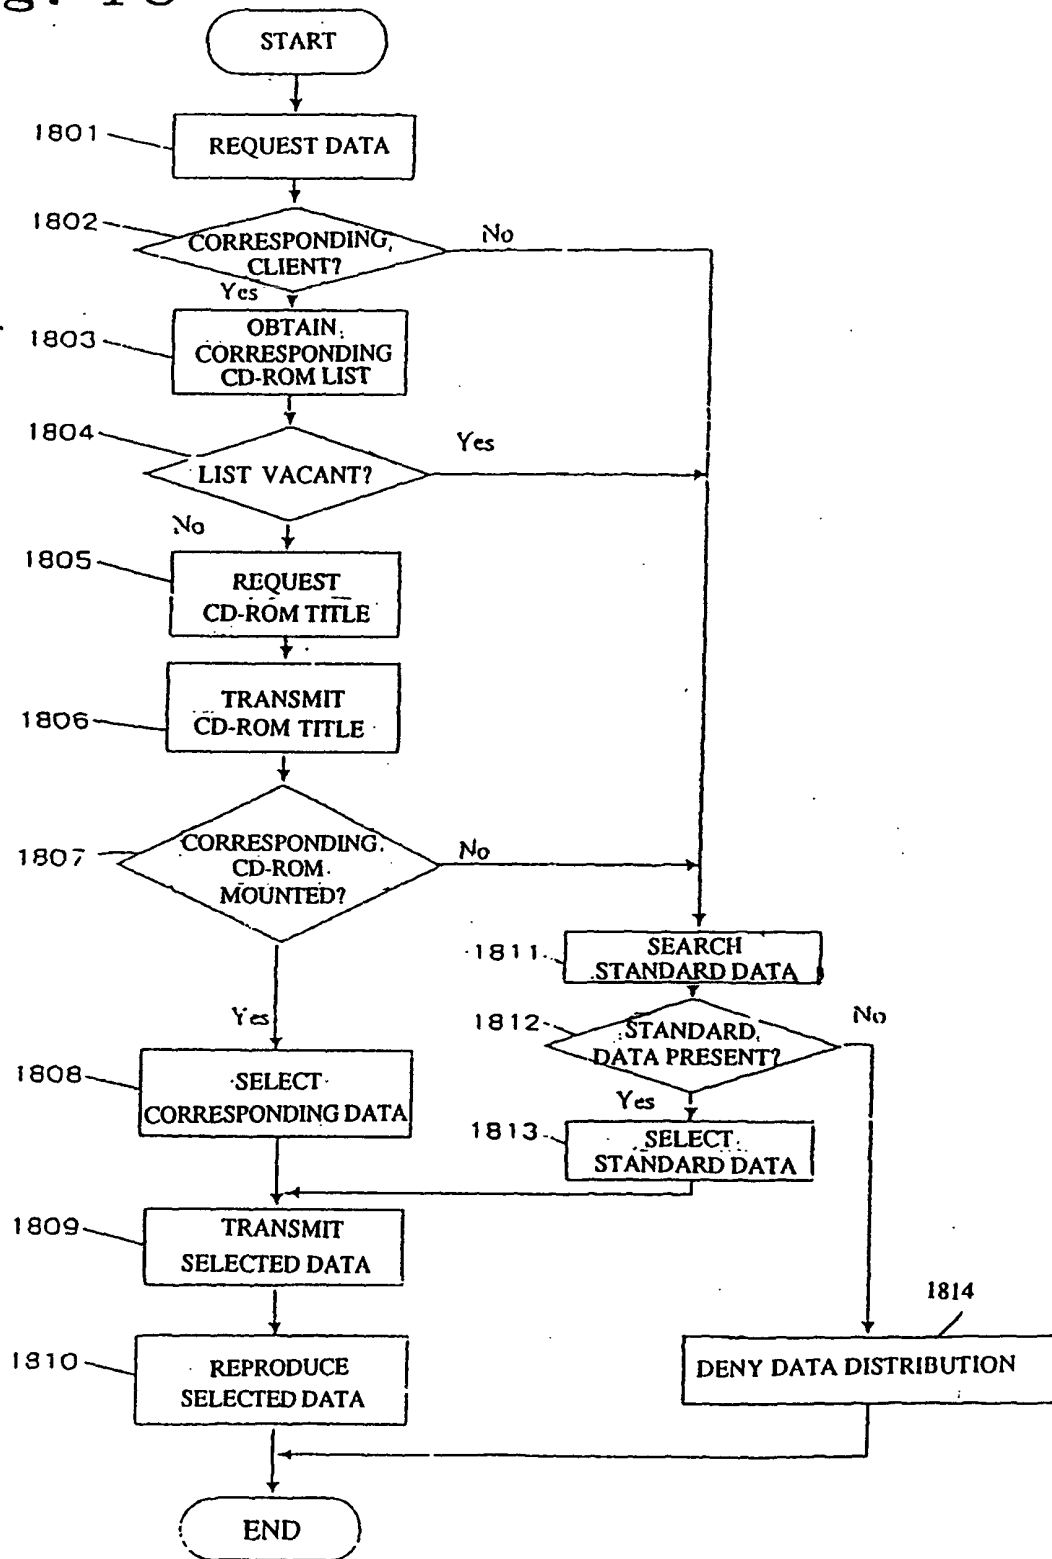 START
1801
REQUEST DATA
1802
CORRESPONDING
CLIENT?
No
Yes
1803
OBTAIN
CORRESPONDING
CD-ROM LIST
1804
LIST VACANT?
Yes
No
1805
REQUEST
CD-ROM TITLE
1806
TRANSMIT
CD-ROM TITLE
1807
CORRESPONDING
CD-ROM
MOUNTED?
No
Yes
1811
SEARCH
STANDARD DATA
1812
STANDARD
DATA PRESENT?
No
Yes
1808
SELECT
CORRESPONDING DATA
1813
SELECT
STANDARD DATA
1809
TRANSMIT
SELECTED DATA
1814
DENY DATA DISTRIBUTION
1810
REPRODUCE
SELECTED DATA
END